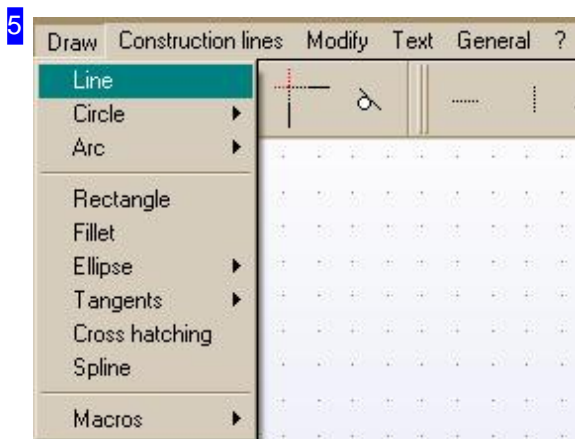 5
Draw Construction lines Modify Text General ?
Line
Circle
Arc
Rectangle
Fillet
Ellipse
Tangents
Cross hatching
Spline
Macros